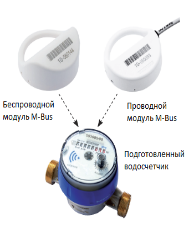 Беспроводной
модуль M-Bus
Проводной
модуль M-Bus
Подготовленный
водосчетчик